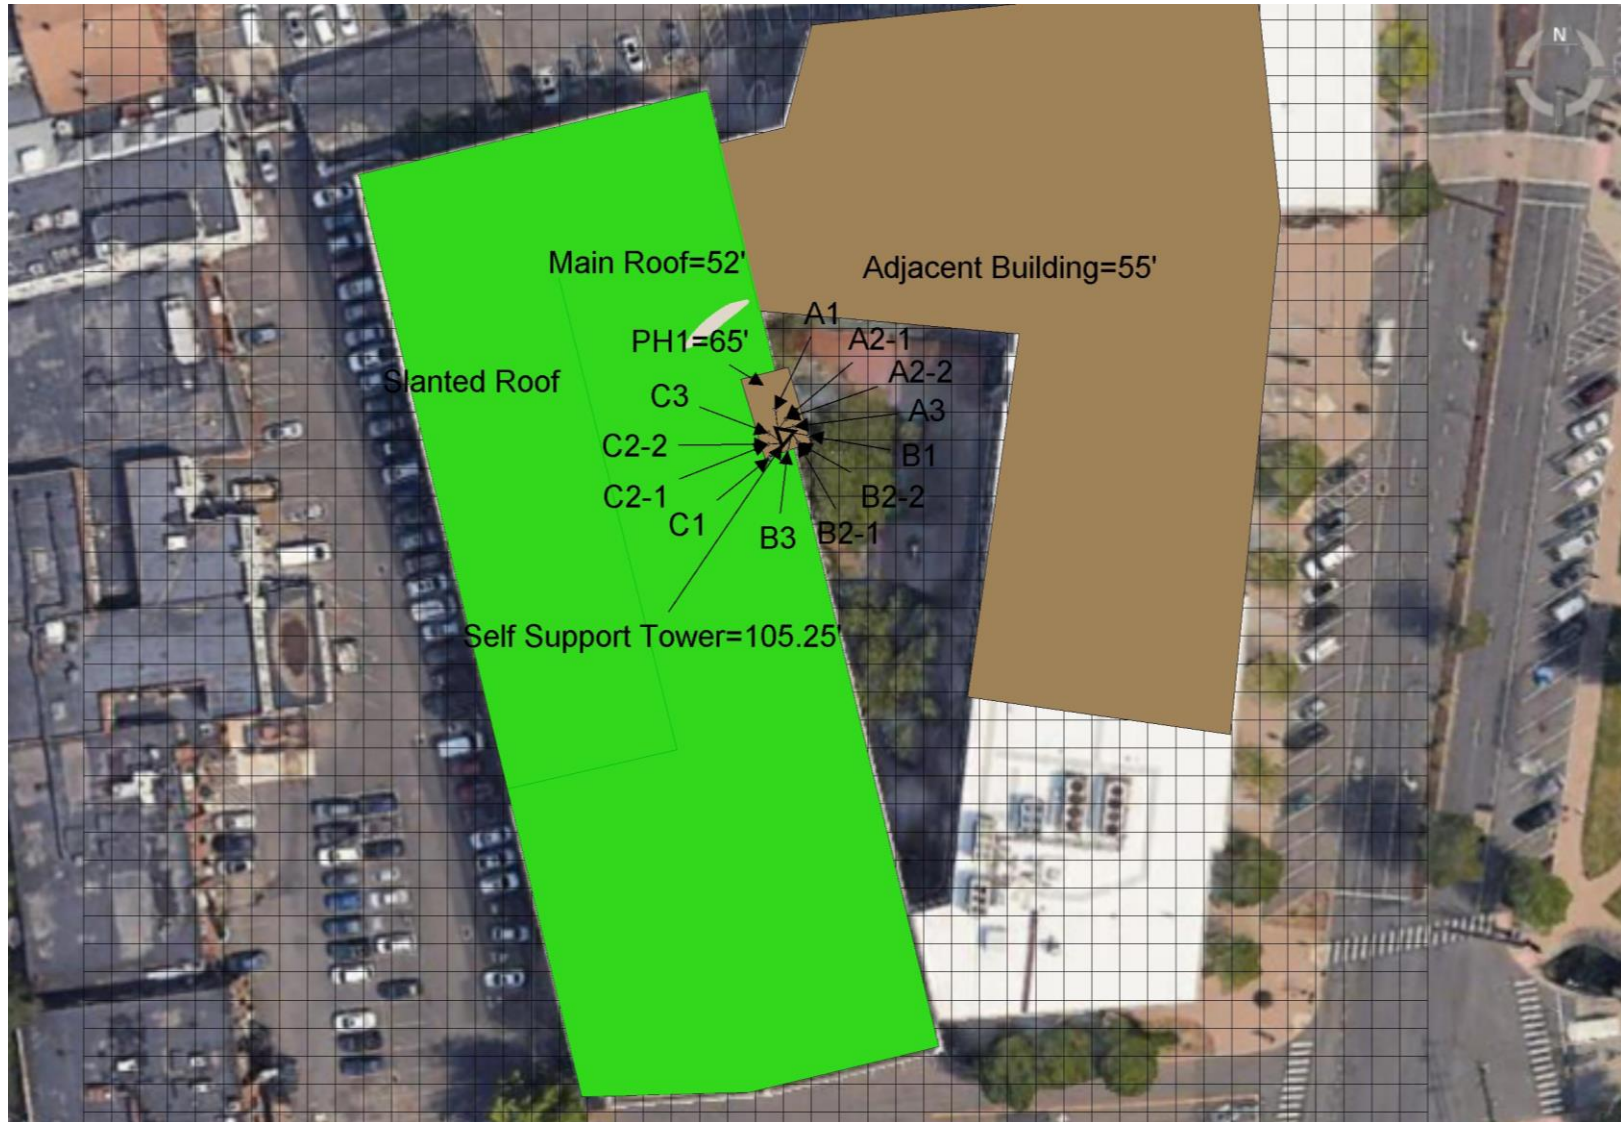 N
Main Roof=52'
Adjacent Building=55'
A1
PH1=65'
A2-1
A2-2
Slanted Roof
C3
A3
C2-2
B1
C2-1
B2-2
C1
B3
B2-1
Self Support Tower=105.25'